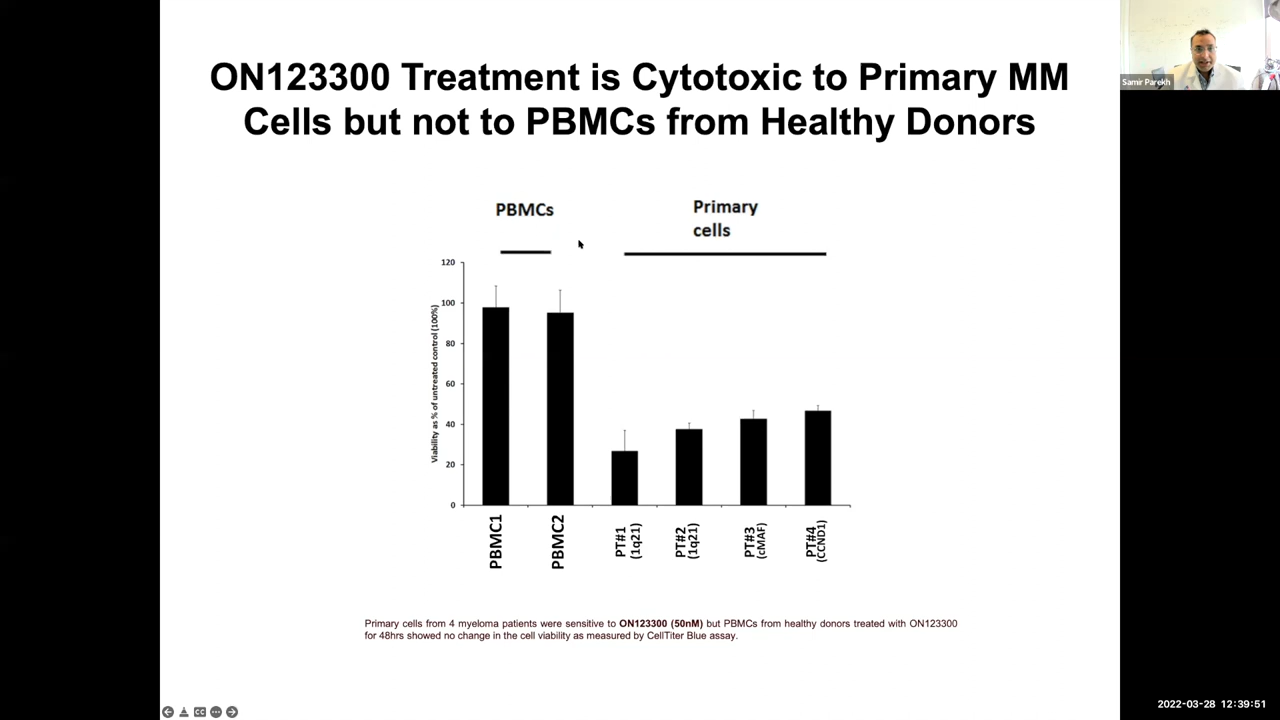 ON123300 Treatment is Cytotoxic to Primary MM
Cells but not to PBMCs from Healthy Donors
Samir Parekh
PBMCs
Primary
cells
Viability as % of untreated control (100%)
120
100
80
60
40
20
0
PBMC1
PBMC2
PT#1
(1q21)
PT#2
(1q21)
PT#3
(cMAF)
PT#4
(CCND1)
Primary cells from 4 myeloma patients were sensitive to ON123300 (50nM) but PBMCs from healthy donors treated with ON123300
for 48hrs showed no change in the cell viability as measured by CellTiter Blue assay.
CC
2022-03-28 12:39:51